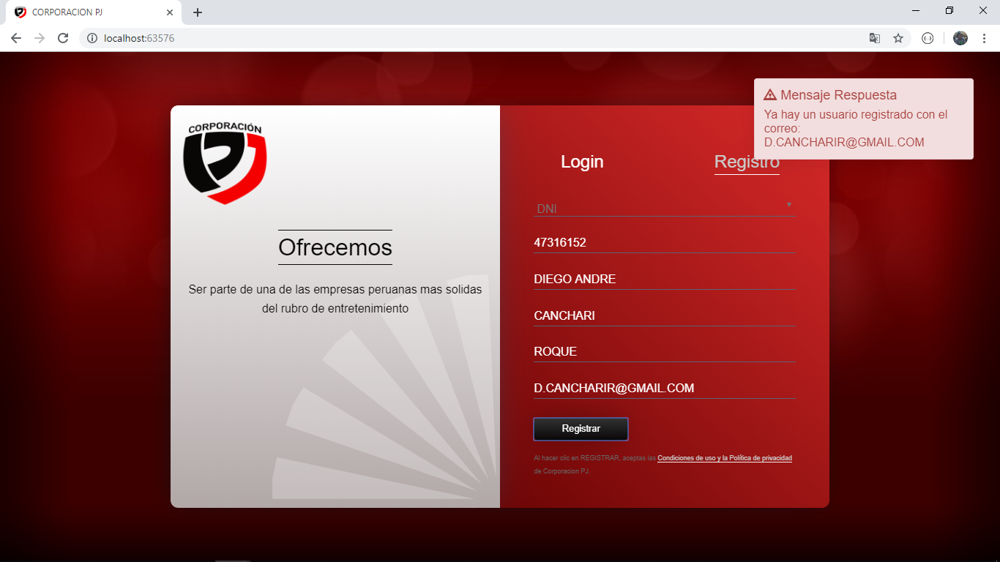 CORPORACION PJ
localhost:63576
Mensaje Respuesta
Ya hay un usuario registrado con el
correo:
D.CANCHARIR@GMAIL.COM
CORPORACIÓN
PJ
Ofrecemos
Ser parte de una de las empresas peruanas mas solidas
del rubro de entretenimiento
Login
Registro
DNI
47316152
DIEGO ANDRE
CANCHARI
ROQUE
D.CANCHARIR@GMAIL.COM
Registrar
Al hacer clic en REGISTRAR, aceptas las Condiciones de uso y la Política de privacidad
de Corporacion PJ.